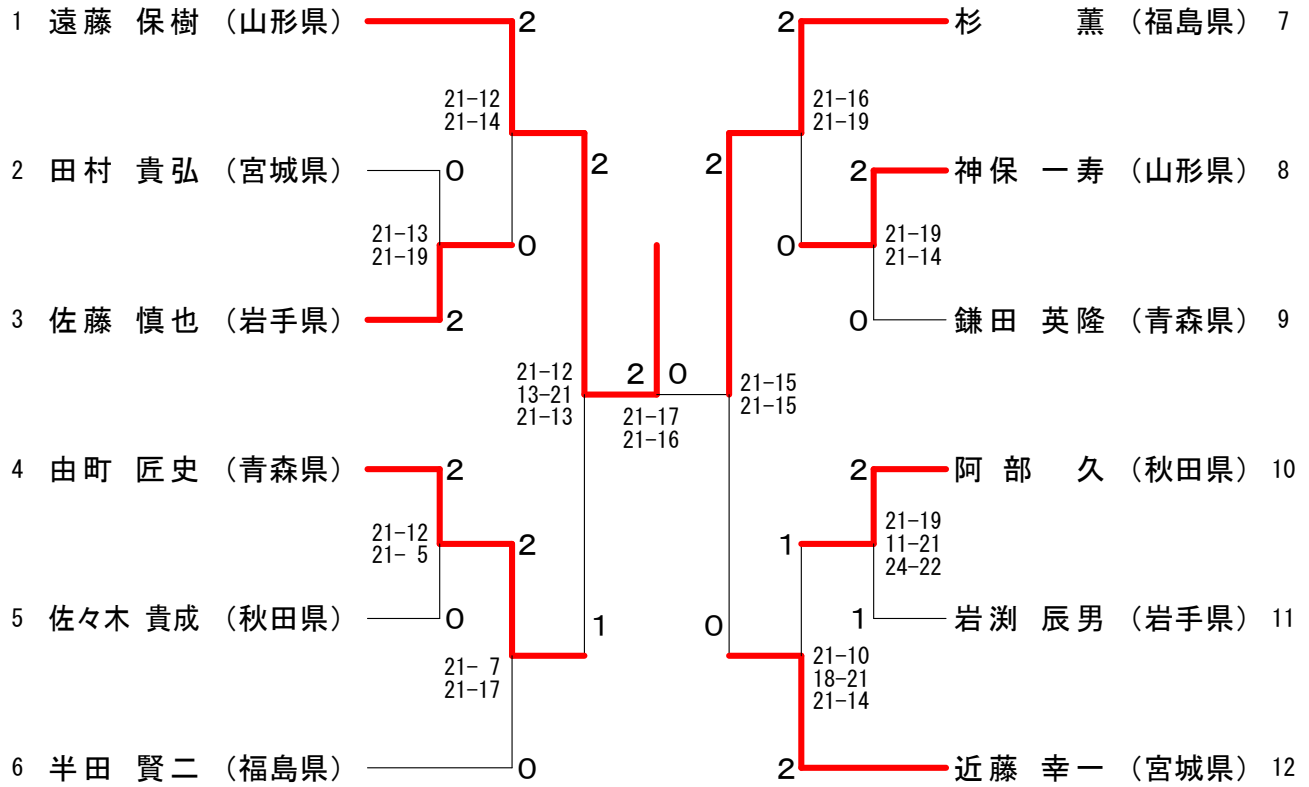 1 遠藤 保樹 (山形県) 2 2 杉 薫 (福島県) 7
21-12 21-16
21-14 21-19
2 田村 貴弘 (宮城県) 0 2 2 2 神保 一寿 (山形県) 8
21-13 0 0 21-19
21-19 21-14
3 佐藤 慎也 (岩手県) 2 0 鎌田 英隆 (青森県) 9
21-12 2 0 21-15
13-21 21-15
21-13 21-17
21-16
4 由町 匠史 (青森県) 2 2 阿部 久 (秋田県) 10
21-12 2 1 21-19
21- 5 11-21
24-22
5 佐々木 貴成 (秋田県) 0 1 0 1 岩渕 辰男 (岩手県) 11
21- 7 21-10
21-17 18-21
21-14
6 半田 賢二 (福島県) 0 2 近藤 幸一 (宮城県) 12